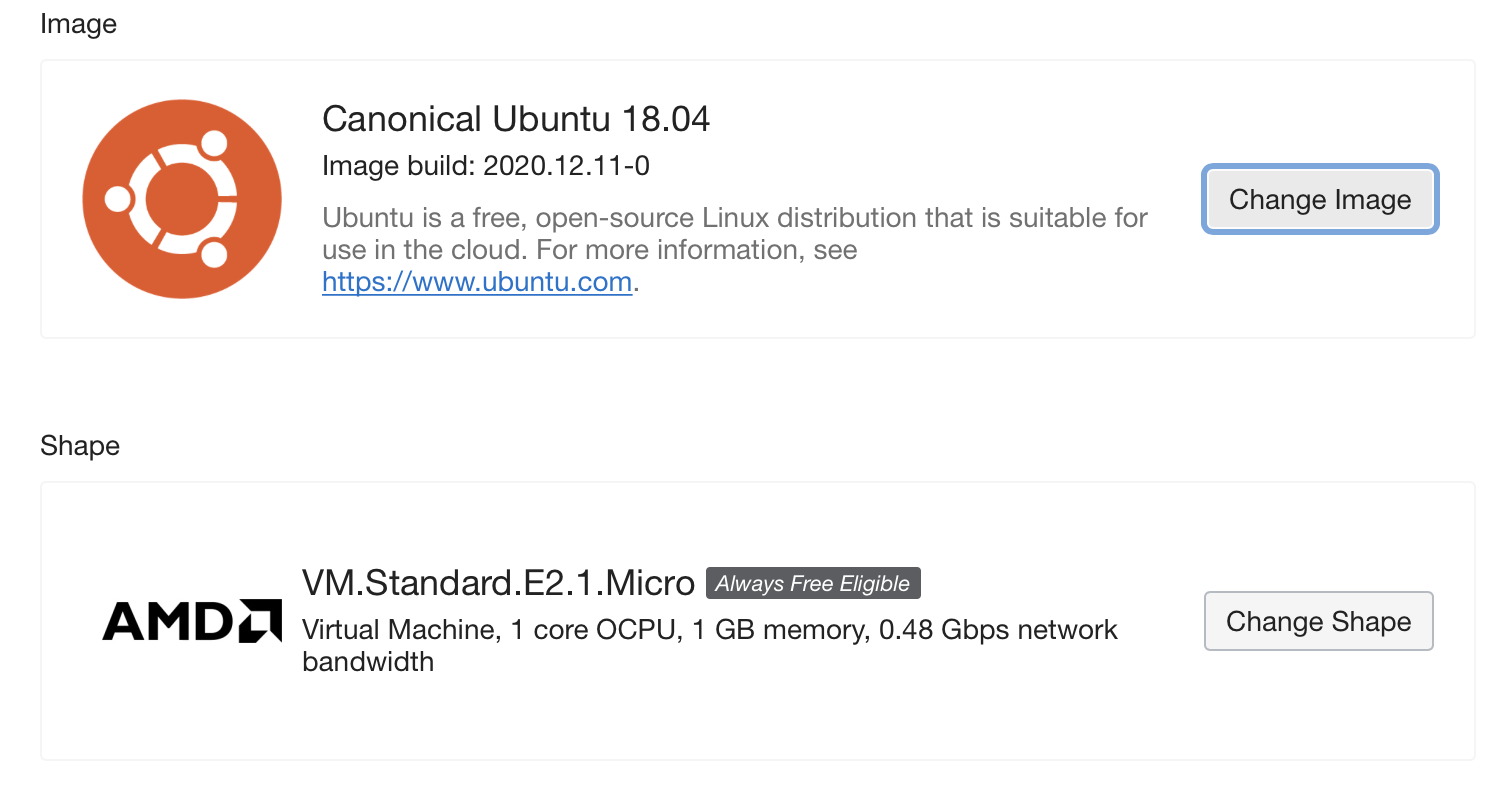 Image
Canonical Ubuntu 18.04
Image build: 2020.12.11-0
Ubuntu is a free, open-source Linux distribution that is suitable for
use in the cloud. For more information, see
https://www.ubuntu.com.
Change Image
Shape
AMD
VM.Standard.E2.1.Micro Always Free Eligible
Virtual Machine, 1 core OCPU, 1 GB memory, 0.48 Gbps network
bandwidth
Change Shape